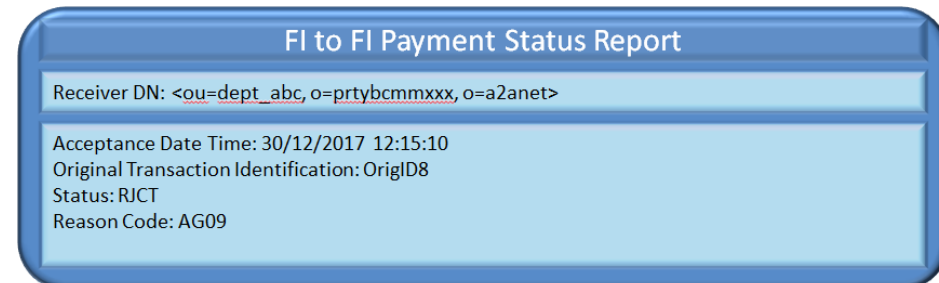 FI to FI Payment Status Report
Receiver DN: <ou=dept_abc, o=prtybcmmxxx, o=a2anet>
Acceptance Date Time: 30/12/2017 12:15:10
Original Transaction Identification: OrigID8
Status: RJCT
Reason Code: AG09